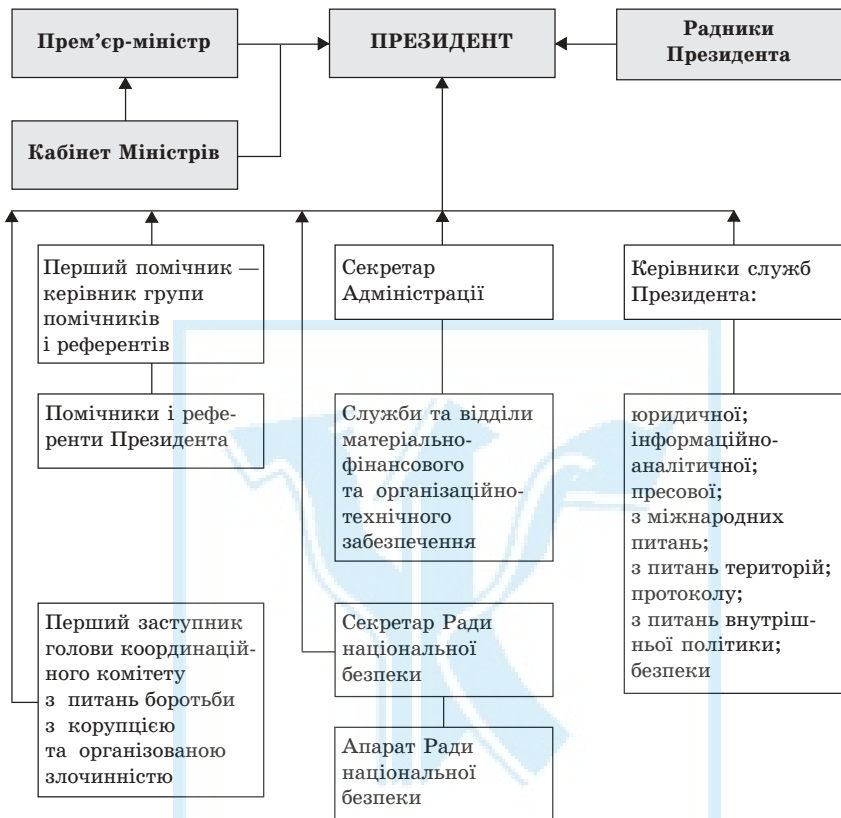 Прем’єр-міністр
ПРЕЗИДЕНТ
Радники
Президента
Кабінет Міністрів
Перший помічник —
керівник групи
помічників
і референтів
Секретар
Адміністрації
Керівники служб
Президента:
Помічники і рефе-
ренти Президента
Служби та відділи
матеріально-
фінансового
та організаційно-
технічного
забезпечення
юридичної;
інформаційно-
аналітичної;
пресової;
з міжнародних
питань;
з питань територій;
протоколу;
з питань внутріш-
ньої політики;
безпеки
Перший заступник
голови координацій-
ного комітету
з питань боротьби
з корупцією
та організованою
злочинністю
Секретар Ради
національної
безпеки
Апарат Ради
національної
безпеки